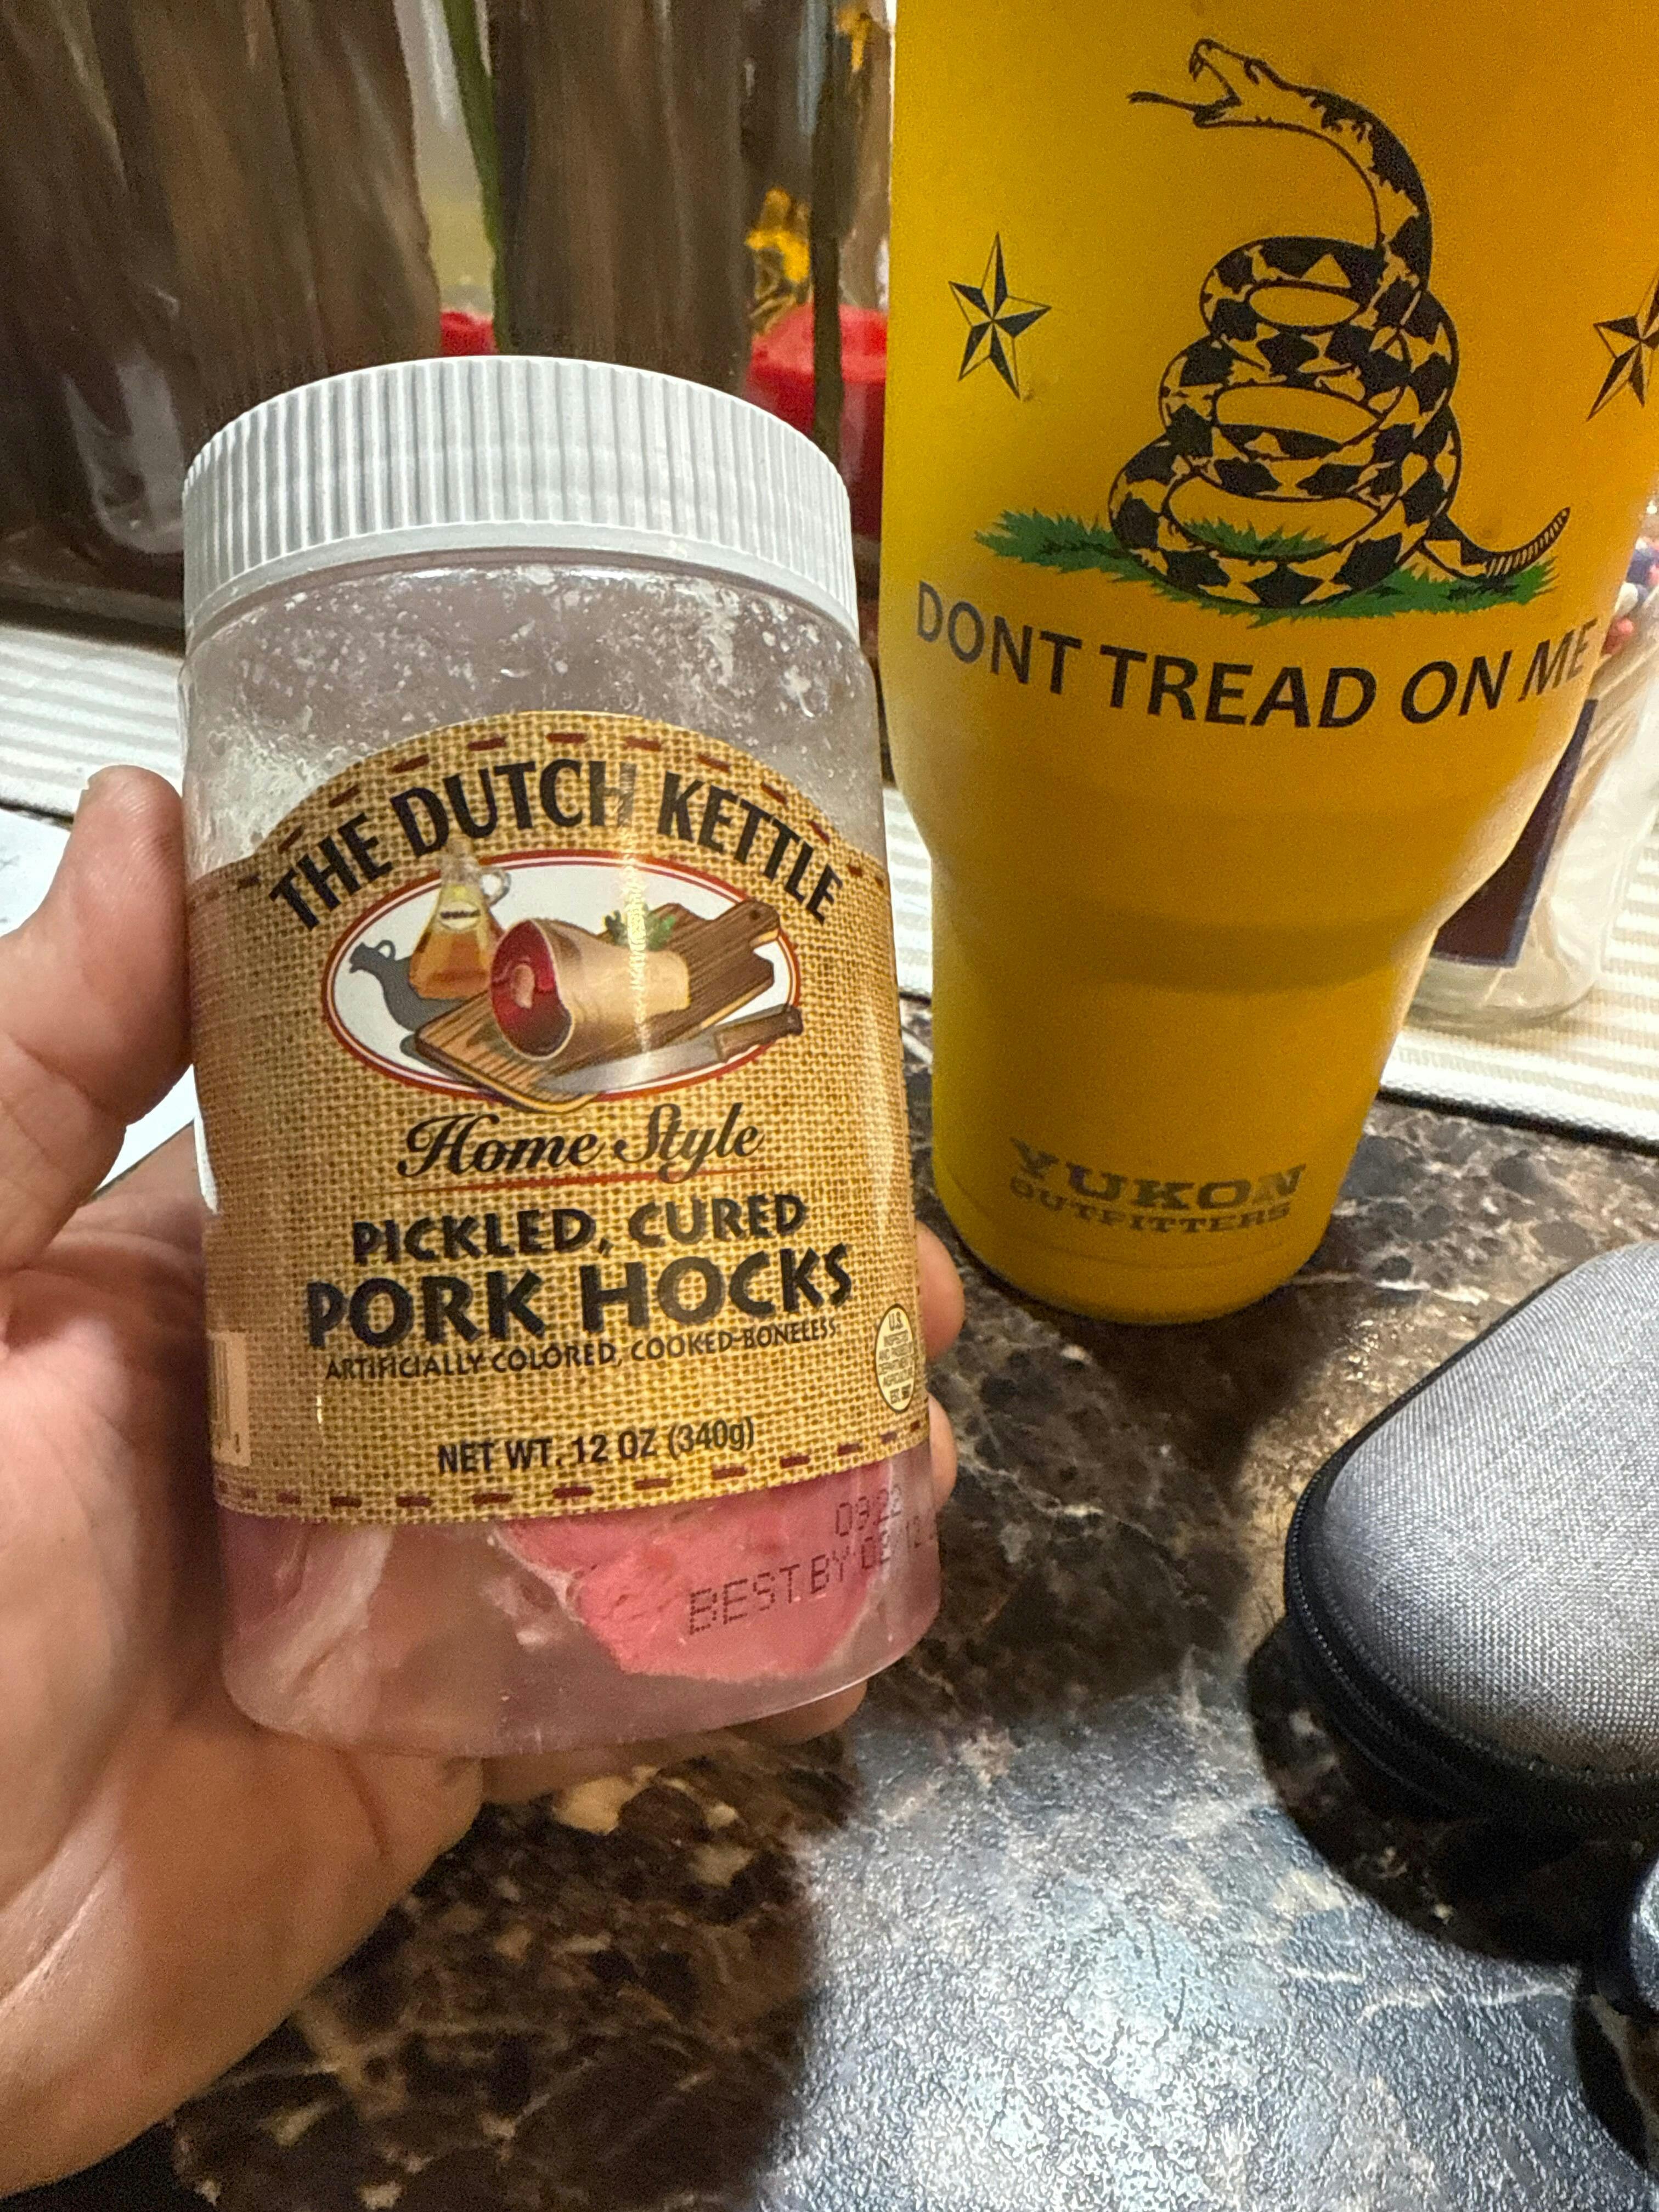 THE DUTCH KETTLE
Home Style
PICKLED, CURED
PORK HOCKS
ARTIFICIALLY COLORED, COOKED-BONELESS
NET WT. 12 OZ (340g)
BEST BY
DONT TREAD ON ME
YUKON
OUTFITTERS